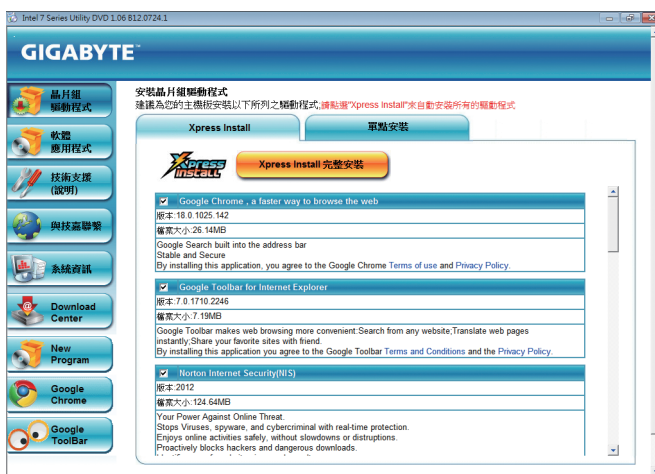 Intel 7 Series Utility DVD 1.06 B12.0724.1
GIGABYTE™
晶片組
驅動程式
軟體
應用程式
技術支援
(說明)
與技嘉聯繫
系統資訊
Download
Center
New
Program
Google
Chrome
Google
ToolBar
安裝晶片組驅動程式
建議為您的主機板安裝以下所列之驅動程式;請點選"Xpress Install"來自動安裝所有的驅動程式
Xpress Install
單點安裝
Xpress
Install
Xpress Install 完整安裝
Google Chrome , a faster way to browse the web
版本:18.0.1025.142
檔案大小:26.14MB
Google Search built into the address bar
Stable and Secure
By installing this application, you agree to the Google Chrome Terms of use and Privacy Policy.
Google Toolbar for Internet Explorer
版本:7.0.1710.2246
檔案大小:7.19MB
Google Toolbar makes web browsing more convenient:Search from any website;Translate web pages
instantly;Share your favorite sites with friend.
By installing this application you agree to the Google Toolbar Terms and Conditions and the Privacy Policy.
Norton Internet Security(NIS)
版本:2012
檔案大小:124.64MB
Your Power Against Online Threat.
Stops Viruses, spyware, and cybercriminal with real-time protection.
Enjoys online activities safely, without slowdowns or distruptions.
Proactively blocks hackers and dangerous downloads.